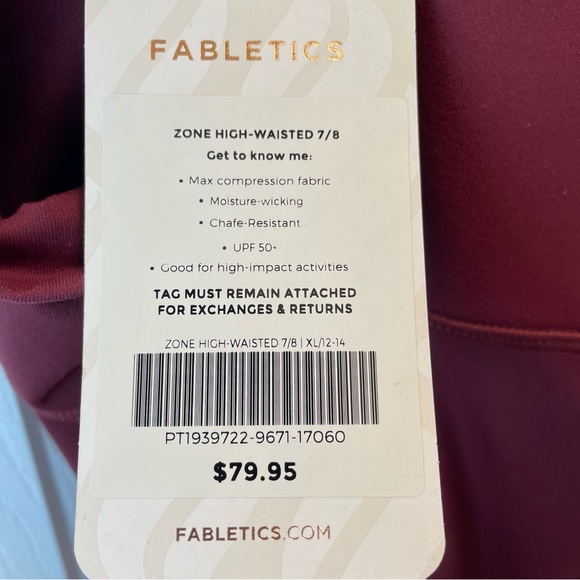 FABLETICS
ZONE HIGH-WAISTED 7/8
Get to know me:
• Max compression fabric
• Moisture-wicking
• Chafe-Resistant
• UPF 50+
• Good for high-impact activities
TAG MUST REMAIN ATTACHED
FOR EXCHANGES & RETURNS
ZONE HIGH-WAISTED 7/8 | XL/12-14
PT1939722-9671-17060
$79.95
FABLETICS.COM